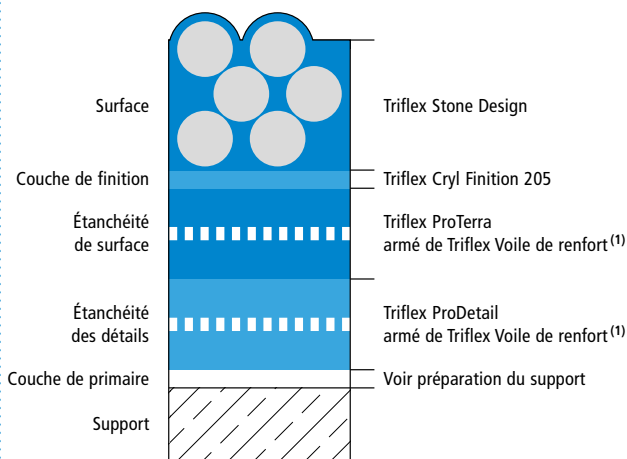 Surface
Triflex Stone Design
Couche de finition
Triflex Cryl Finition 205
Étanchéité
de surface
Triflex ProTerra
armé de Triflex Voile de renfort (1)
Étanchéité
des détails
Triflex ProDetail
armé de Triflex Voile de renfort (1)
Couche de primaire
Voir préparation du support
Support